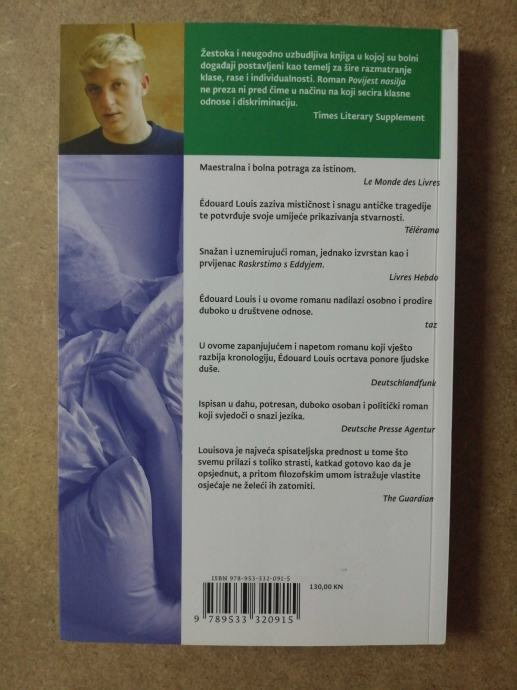 Žestoka i neugodno uzbudljiva knjiga u kojoj su bolni
događaji postavljeni kao temelj za šire razmatranje
klase, rase i individualnosti. Roman Povijest nasilja
ne preza ni pred čime u načinu na koji secira klasne
odnose i diskriminaciju.
Times Literary Supplement
Maestralna i bolna potraga za istinom.
Le Monde des Livres
Édouard Louis zaziva mističnost i snagu antičke tragedije
te potvrđuje svoje umijeće prikazivanja stvarnosti.
Télérama
Snažan i uznemirujući roman, jednako izvrstan kao i
prvijenac Raskrstimo s Eddyjem.
Livres Hebdo
Édouard Louis i u ovome romanu nadilazi osobno i prodire
duboko u društvene odnose.
taz
U ovome zapanjujućem i napetom romanu koji vješto
razbija kronologiju, Édouard Louis ocrtava ponore ljudske
duše.
Deutschlandfunk
Ispisan u dahu, potresan, duboko osoban i politički roman
koji svjedoči o snazi jezika.
Deutsche Presse Agentur
Louisova je najveća spisateljska prednost u tome što
svemu prilazi s toliko strasti, katkad gotovo kao da je
opsjednut, a pritom filozofskim umom istražuje vlastite
osjećaje ne želeći ih zatomiti.
The Guardian
ISBN 978-953-332-091-5
130,00 KN
9 789533 320915